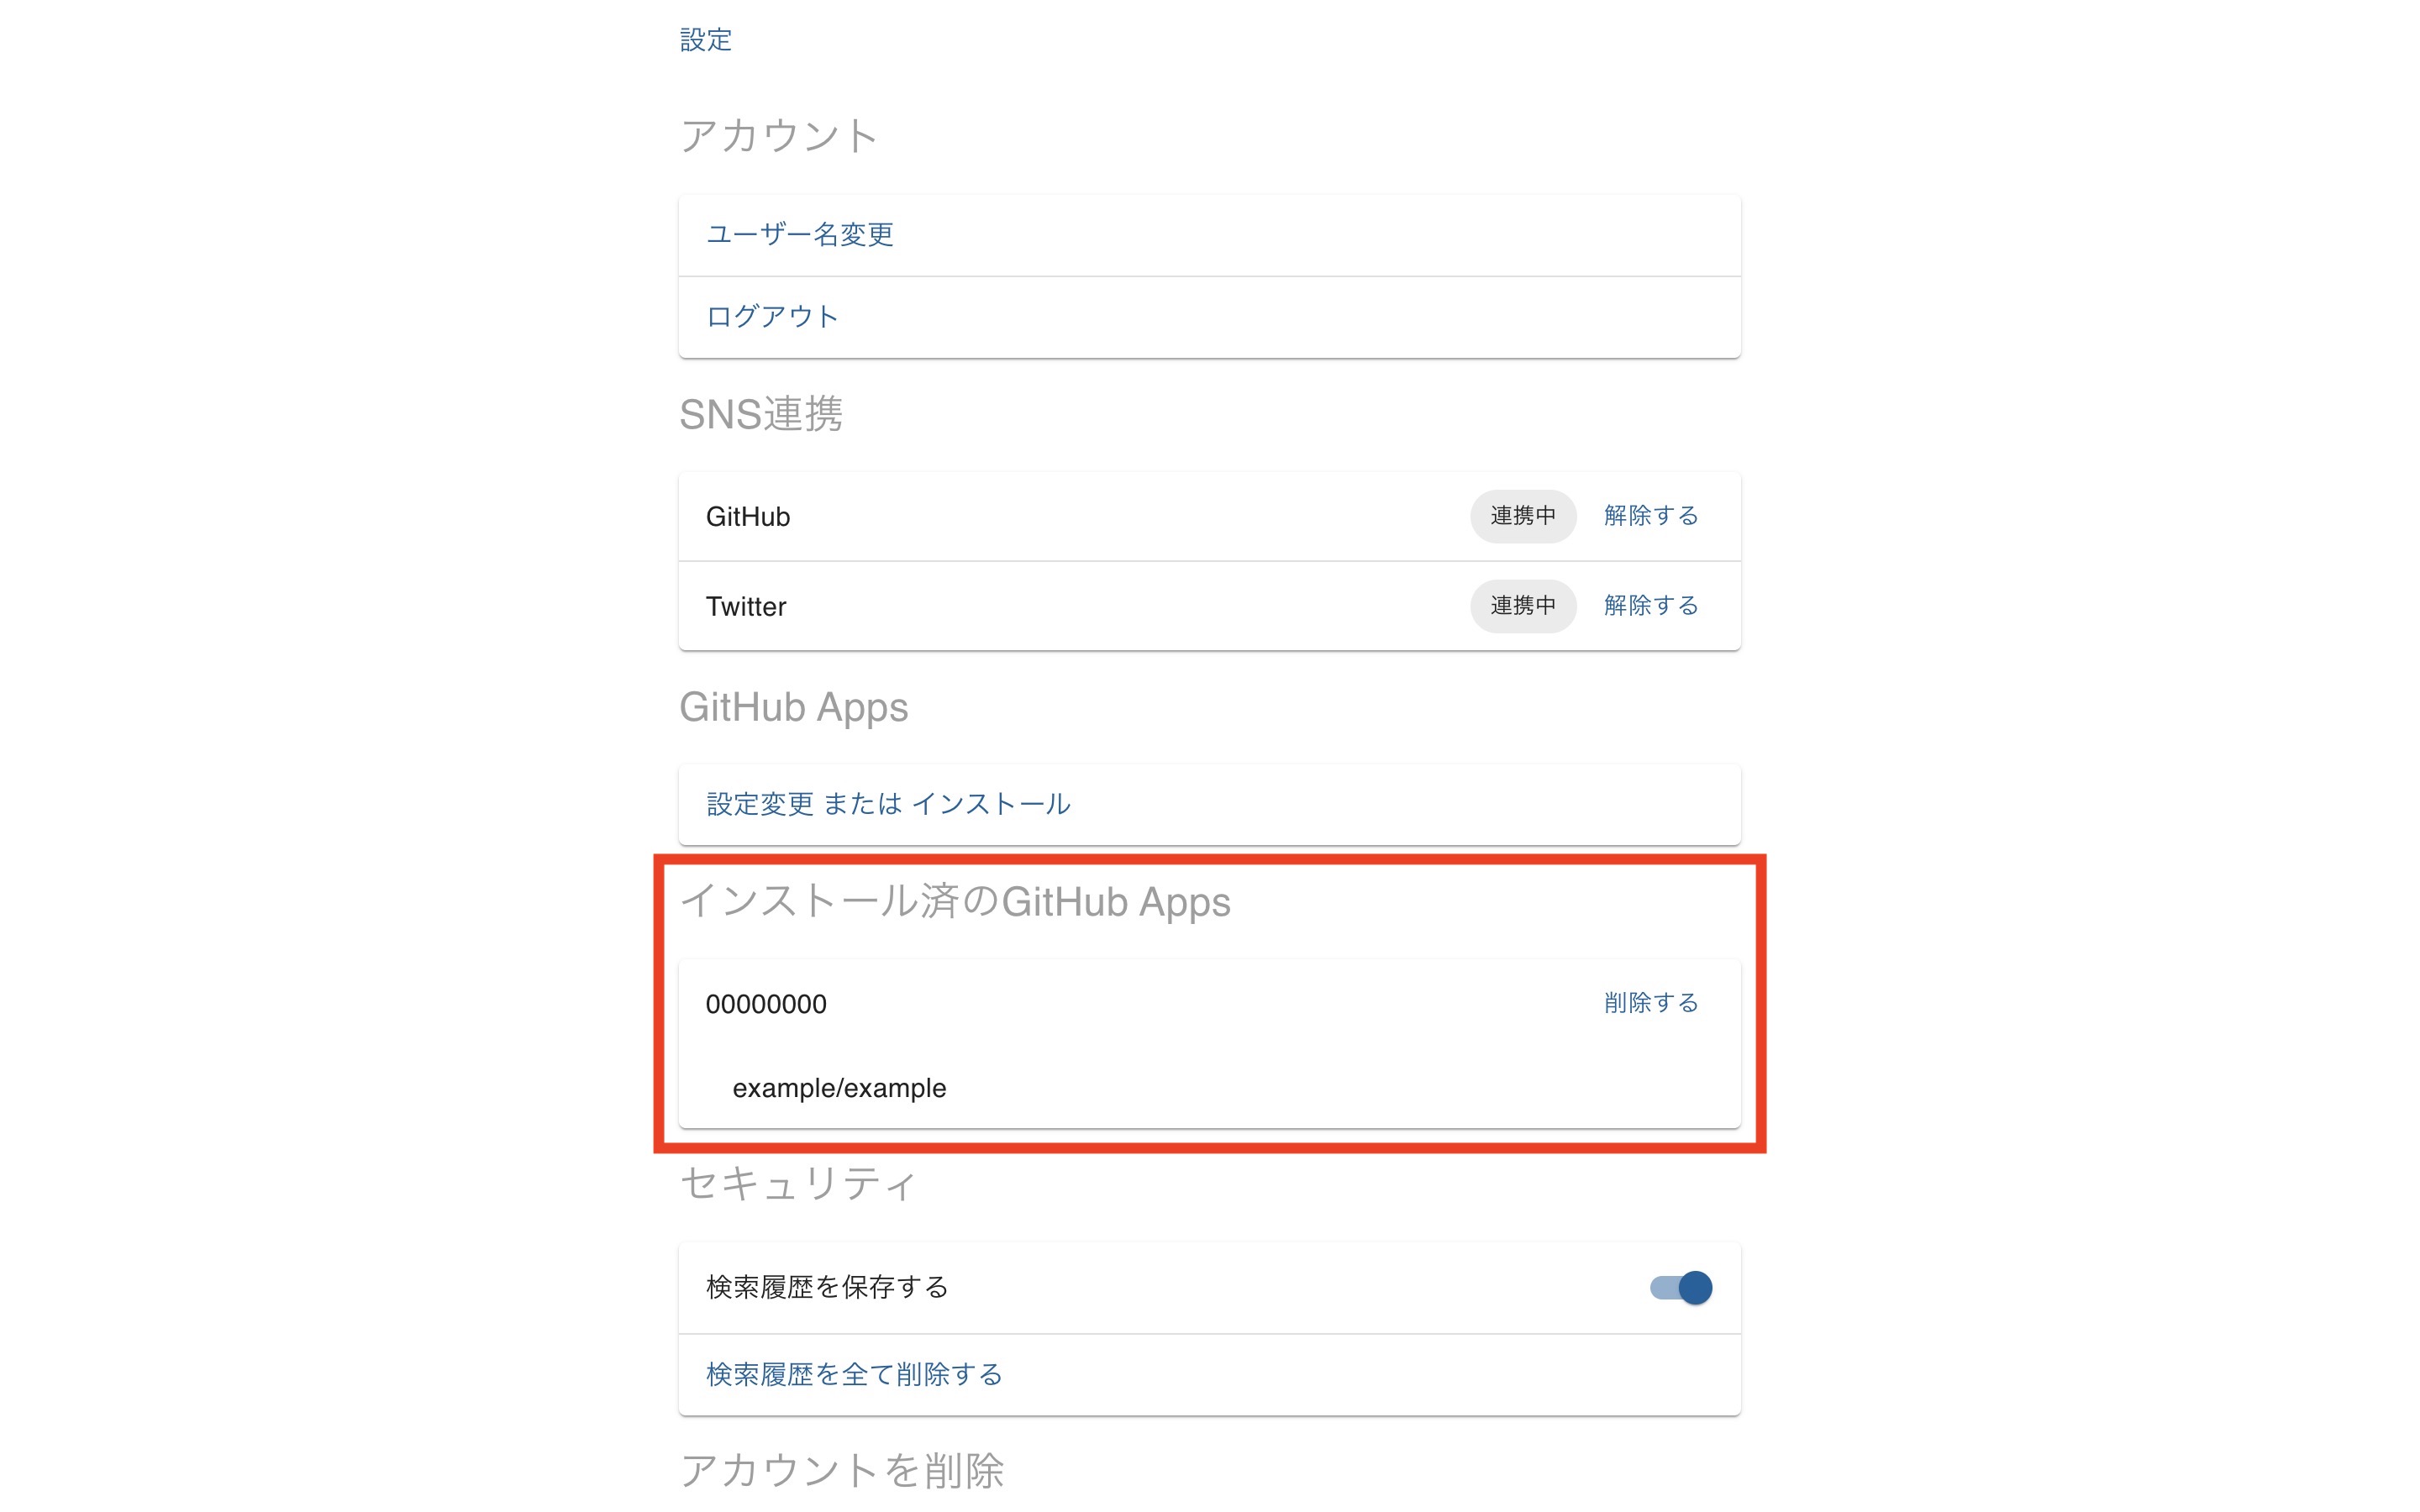 設定
アカウント
ユーザー名変更
ログアウト
SNS連携
GitHub 連携中 解除する
Twitter 連携中 解除する
GitHub Apps
設定変更 または インストール
インストール済のGitHub Apps
00000000 削除する
example/example
セキュリティ
検索履歴を保存する
検索履歴を全て削除する
アカウントを削除